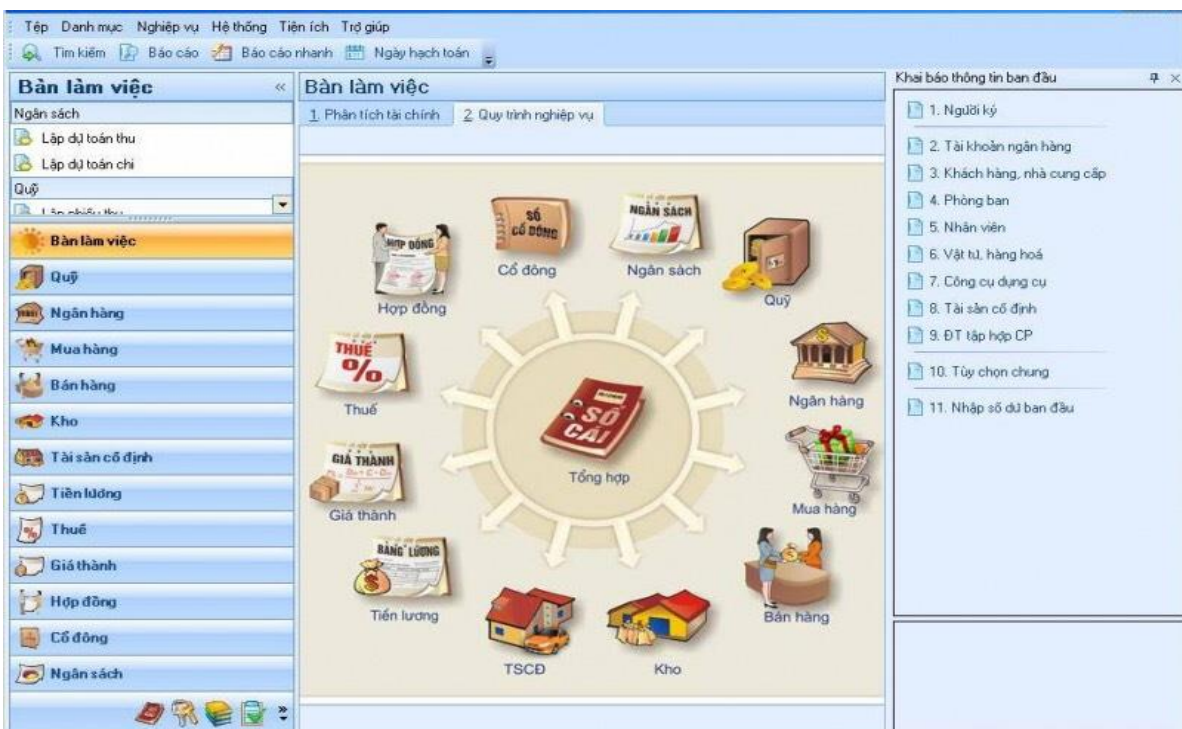 Tệp Danh mục Nghiệp vụ Hệ thống Tiện ích Trợ giúp
Tìm kiếm Báo cáo Báo cáo nhanh Ngày hạch toán
Bàn làm việc «
Ngân sách
Lập dự toán thu
Lập dự toán chi
Quỹ
Bàn làm việc
Quỹ
Ngân hàng
Mua hàng
Bán hàng
Kho
Tài sản cố định
Tiền lương
Thuế
Giá thành
Hợp đồng
Cổ đông
Ngân sách
Bàn làm việc
1. Phân tích tài chính 2. Quy trình nghiệp vụ
HỢP ĐỒNG
Hợp đồng
SỔ
CỔ ĐÔNG
Cổ đông
NGÂN SÁCH
Ngân sách
Quỹ
Ngân hàng
Mua hàng
Bán hàng
Kho
TSCĐ
BẢNG LƯƠNG
Tiền lương
GIÁ THÀNH
Giá thành
THUẾ
%
Thuế
SỔ
CÁI
Tổng hợp
Khai báo thông tin ban đầu
1. Người ký
2. Tài khoản ngân hàng
3. Khách hàng, nhà cung cấp
4. Phòng ban
5. Nhân viên
6. Vật tư, hàng hoá
7. Công cụ dụng cụ
8. Tài sản cố định
9. ĐT tập hợp CP
10. Tùy chọn chung
11. Nhập số dư ban đầu